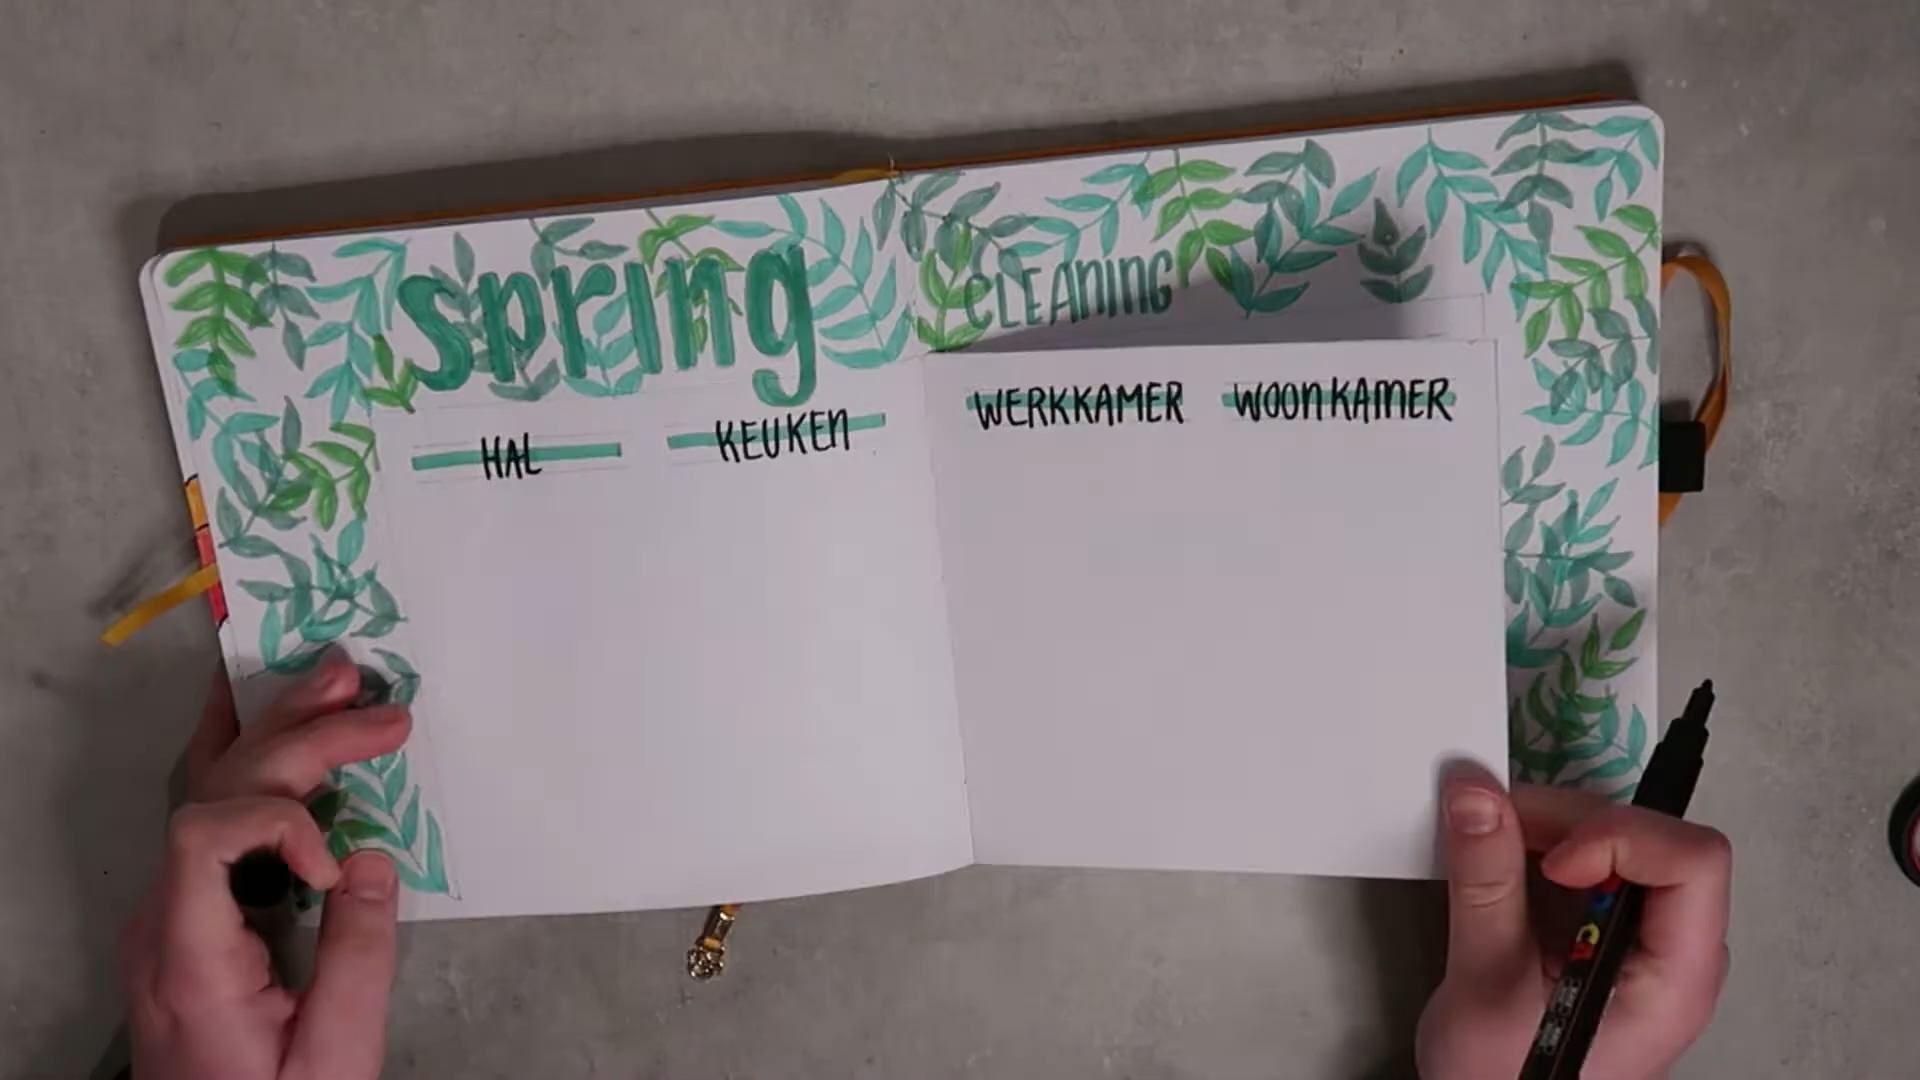 spring
CLEANING
HAL
KEUKEN
WERKKAMER
WOONKAMER